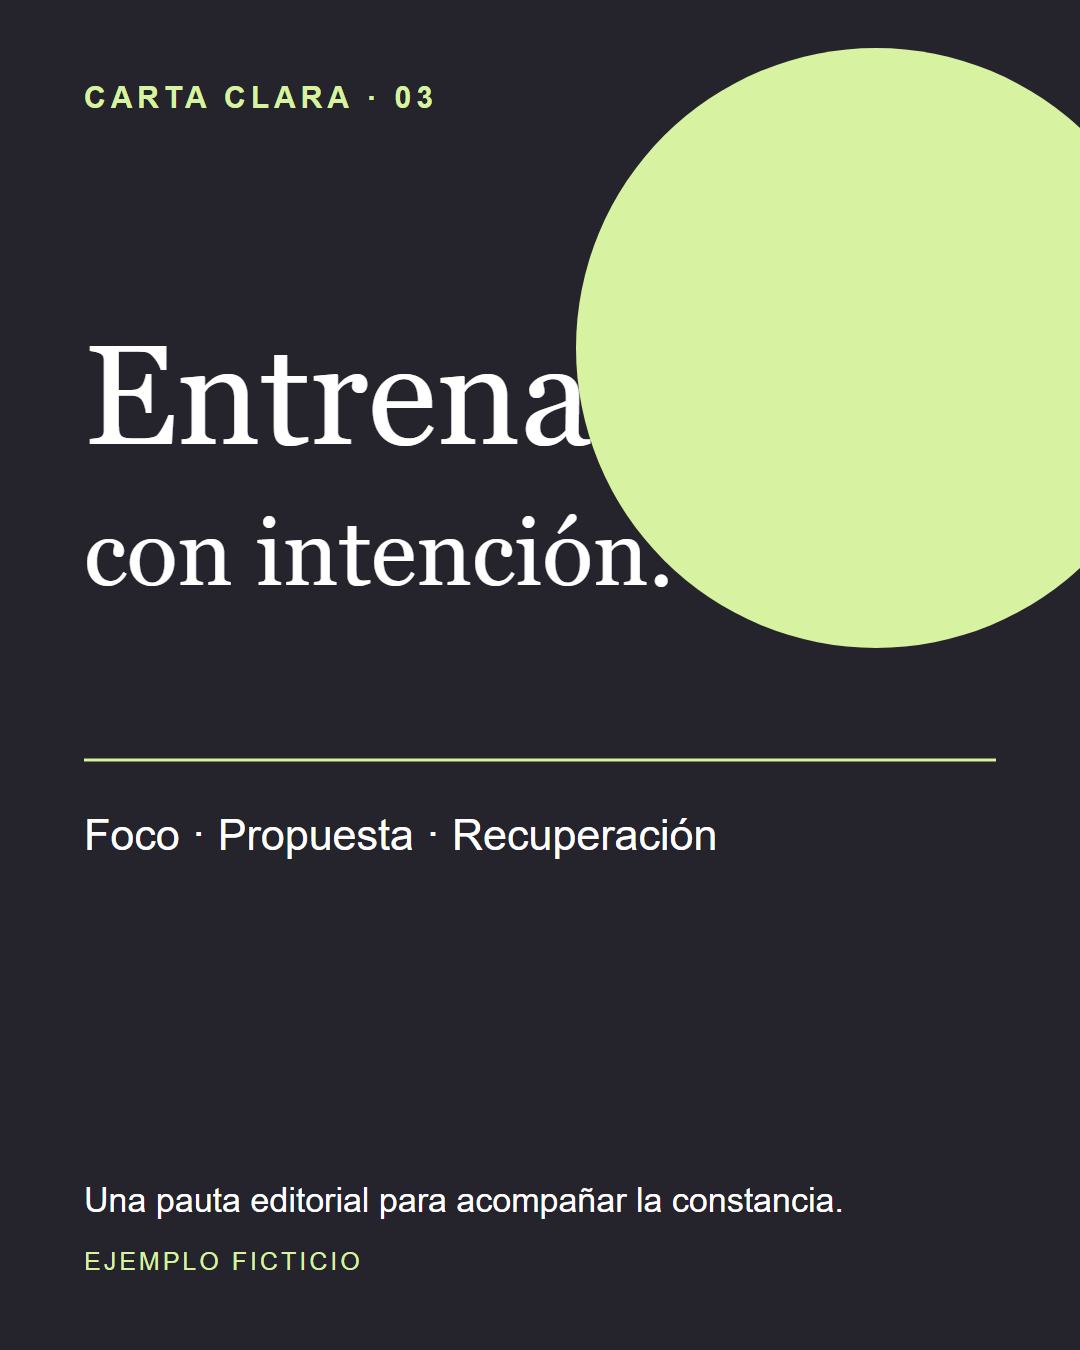 CARTA CLARA · 03
Entrena
con intención.
Foco · Propuesta · Recuperación
Una pauta editorial para acompañar la constancia.
EJEMPLO FICTICIO